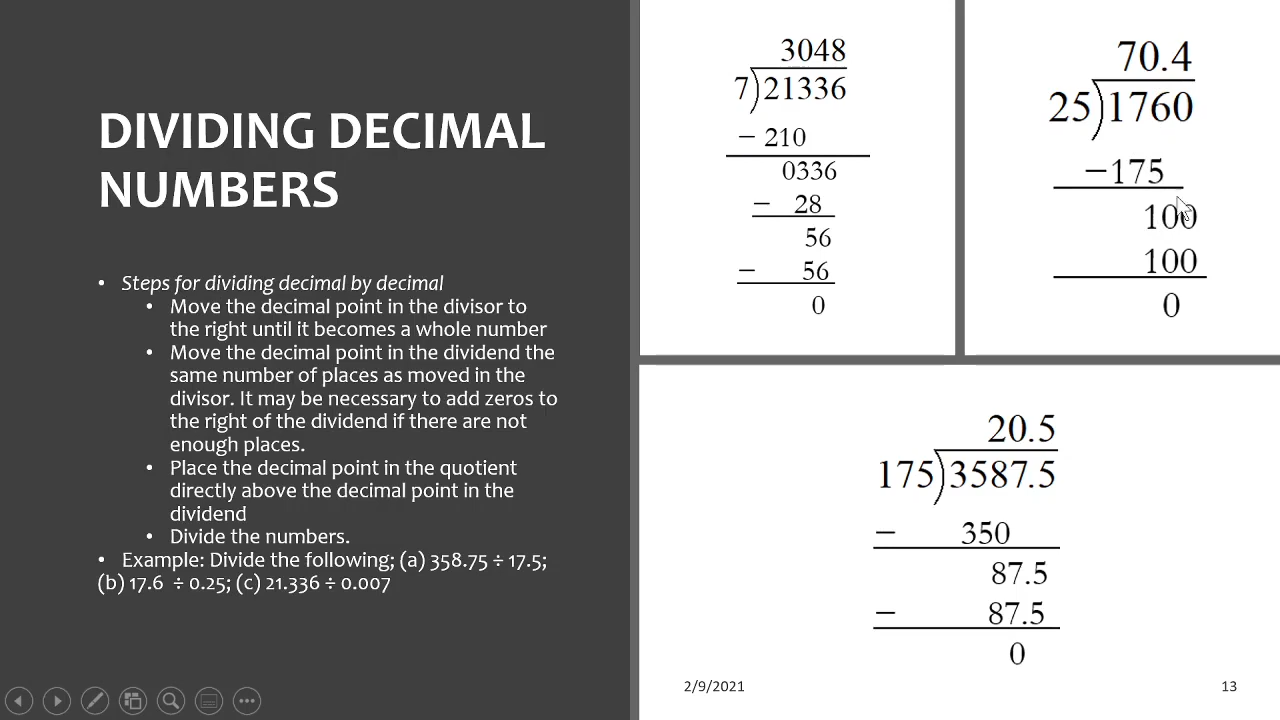 DIVIDING DECIMAL
NUMBERS
• Steps for dividing decimal by decimal
• Move the decimal point in the divisor to
the right until it becomes a whole number
• Move the decimal point in the dividend the
same number of places as moved in the
divisor. It may be necessary to add zeros to
the right of the dividend if there are not
enough places.
• Place the decimal point in the quotient
directly above the decimal point in the
dividend
• Divide the numbers.
• Example: Divide the following; (a) 358.75 ÷ 17.5;
(b) 17.6 ÷ 0.25; (c) 21.336 ÷ 0.007
3048
7)21336
− 210
0336
− 28
56
− 56
0
70.4
25)1760
−175
100
100
0
20.5
175)3587.5
− 350
87.5
− 87.5
0
2/9/2021
13